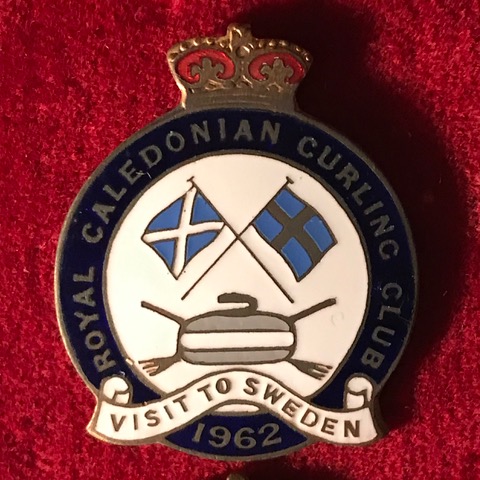 ROYAL CALEDONIAN CURLING CLUB
VISIT TO SWEDEN
1962